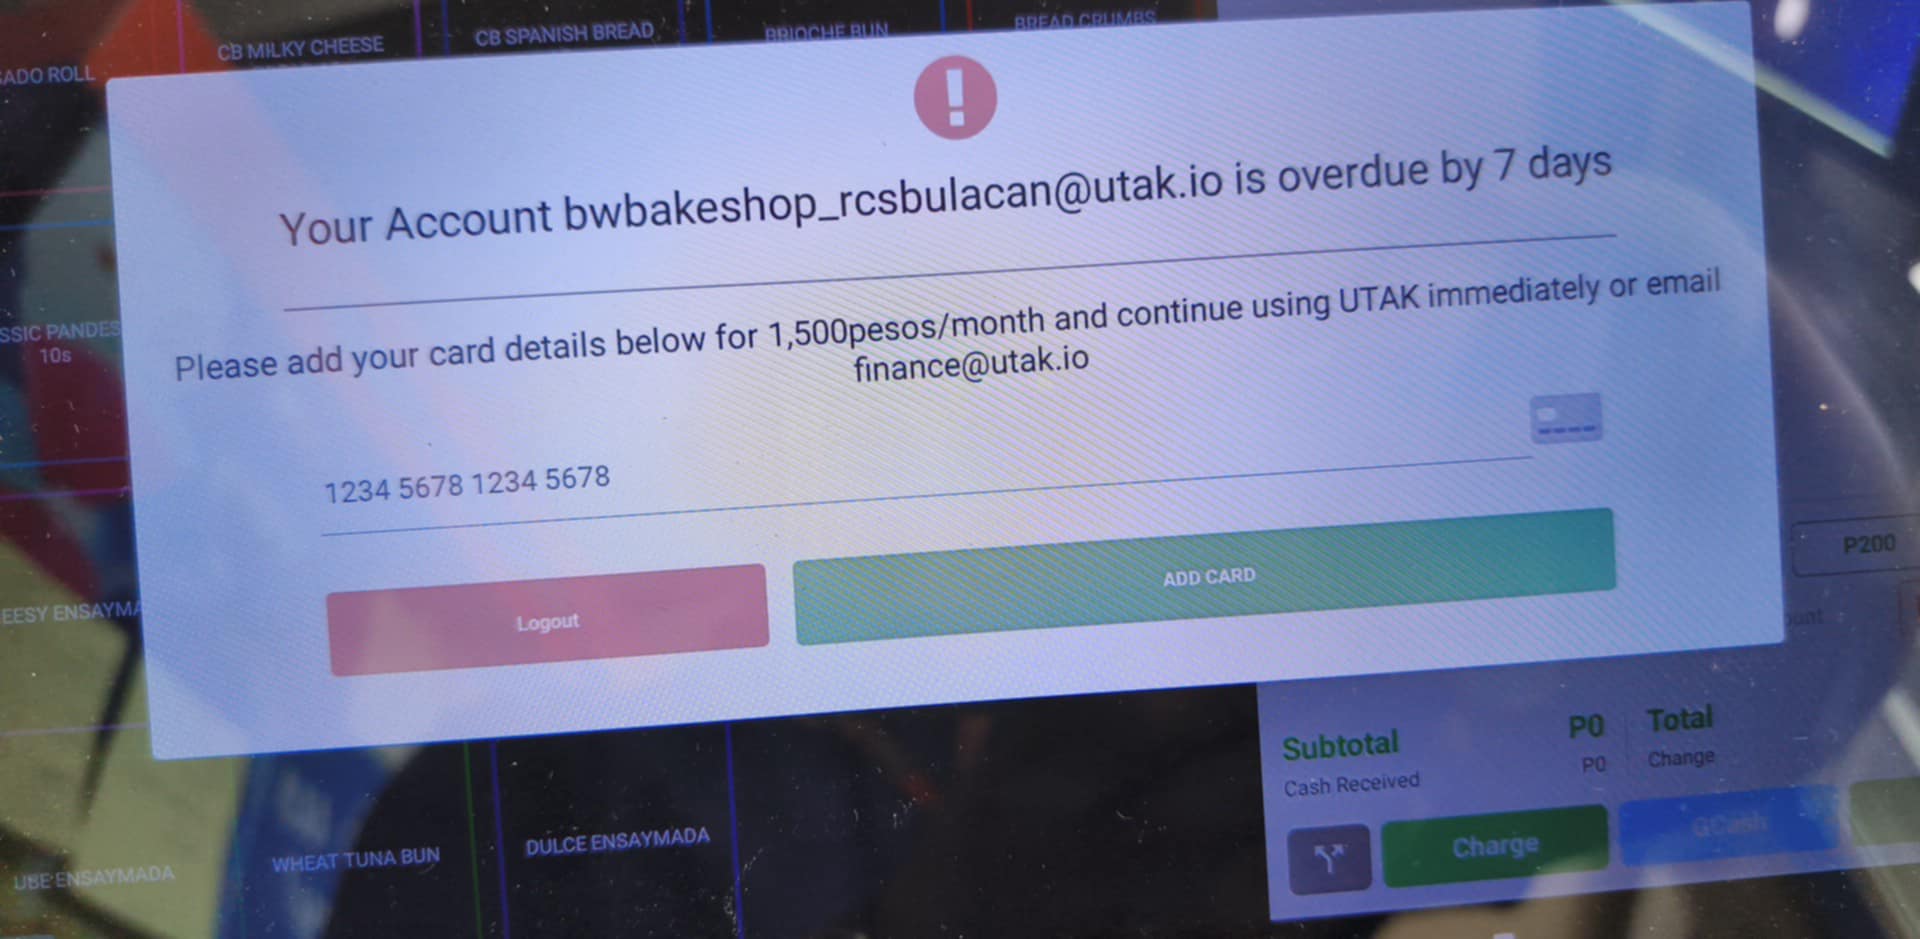 CB MILKY CHEESE
CB SPANISH BREAD
BRIOCHE BUN
BREAD CRUMBS
ADO ROLL
Your Account bwbakeshop_rcsbulacan@utak.io is overdue by 7 days
Please add your card details below for 1,500pesos/month and continue using UTAK immediately or email
finance@utak.io
SSIC PANDES
10s
1234 5678 1234 5678
P200
ount
EESY ENSAYMA
Logout
ADD CARD
Subtotal
P0
Total
Cash Received
P0
Change
Charge
GCash
UBE ENSAYMADA
WHEAT TUNA BUN
DULCE ENSAYMADA